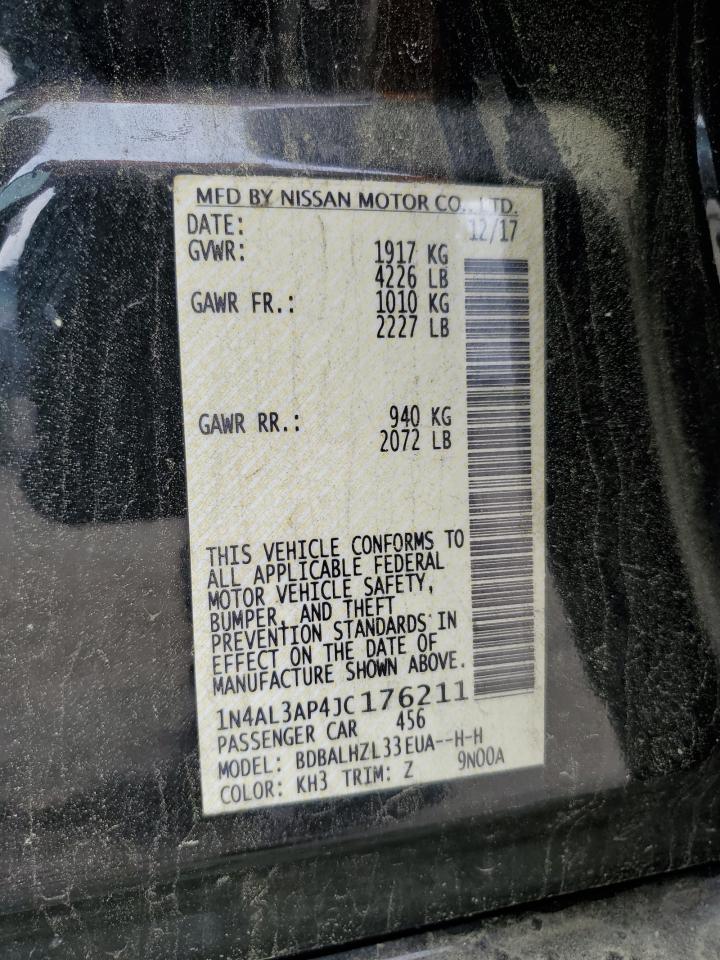 MFD BY NISSAN MOTOR CO., LTD.
DATE: 12/17
GVWR: 1917 KG
4226 LB
GAWR FR.: 1010 KG
2227 LB
GAWR RR.: 940 KG
2072 LB
THIS VEHICLE CONFORMS TO
ALL APPLICABLE FEDERAL
MOTOR VEHICLE SAFETY,
BUMPER, AND THEFT
PREVENTION STANDARDS IN
EFFECT ON THE DATE OF
MANUFACTURE SHOWN ABOVE.
1N4AL3AP4JC176211
PASSENGER CAR 456
MODEL: BDBALHZL33EUA--H-H
COLOR: KH3 TRIM: Z 9N00A